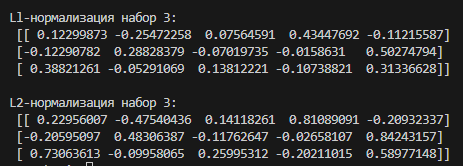 L1-нормализация набор 3:
[[ 0.12299873 -0.25472258  0.07564591  0.43447692 -0.11215587]
[-0.12290782  0.28828379 -0.07019735 -0.0158631   0.50274794]
[ 0.38821261 -0.05291069  0.13812221 -0.10738821  0.31336628]]
L2-нормализация набор 3:
[[ 0.22956007 -0.47540436  0.14118261  0.81089091 -0.20932337]
[-0.20595097  0.48306387 -0.11762647 -0.02658107  0.84243157]
[ 0.73063613 -0.09958065  0.25995312 -0.20211015  0.58977148]]